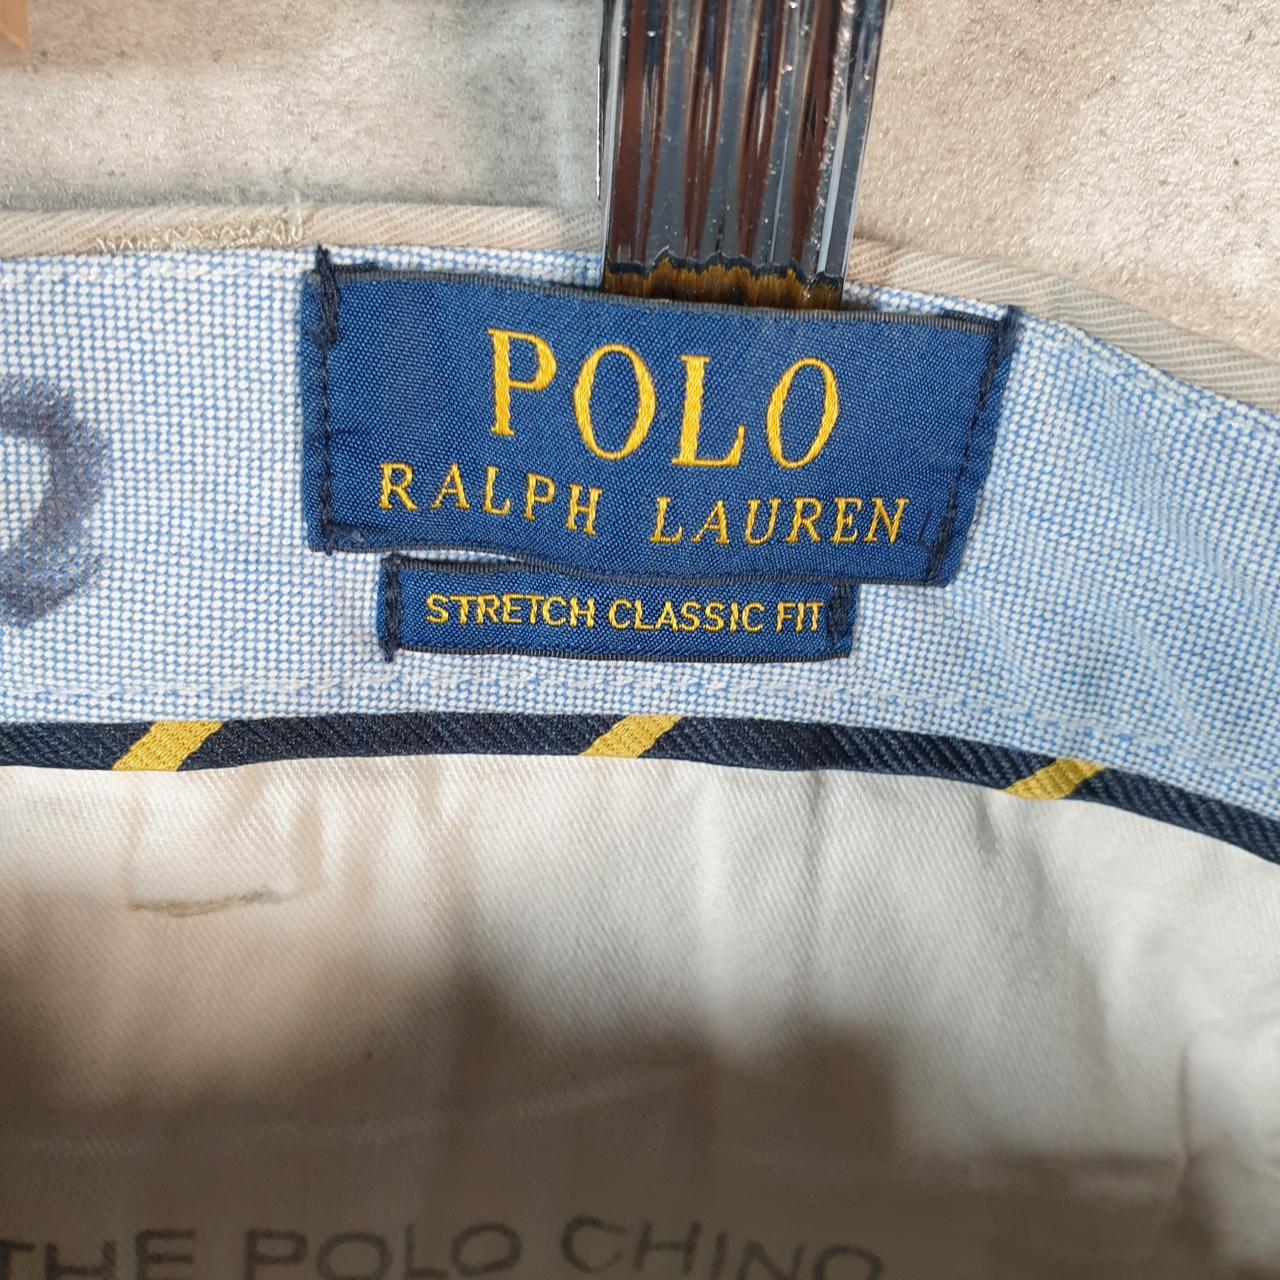 POLO
RALPH LAUREN
STRETCH CLASSIC FIT
THE POLO CHINO